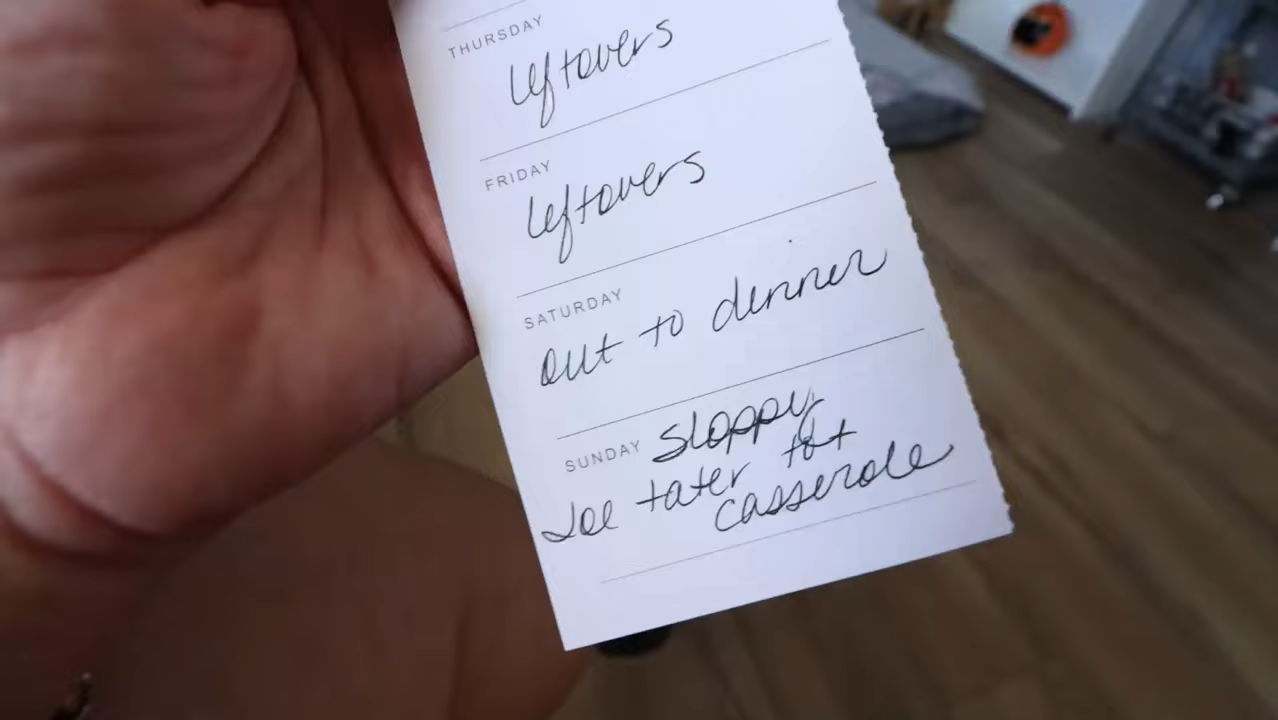 THURSDAY
leftovers
FRIDAY
leftovers
SATURDAY
out to dinner
SUNDAY sloppy
Joe tater tot
casserole